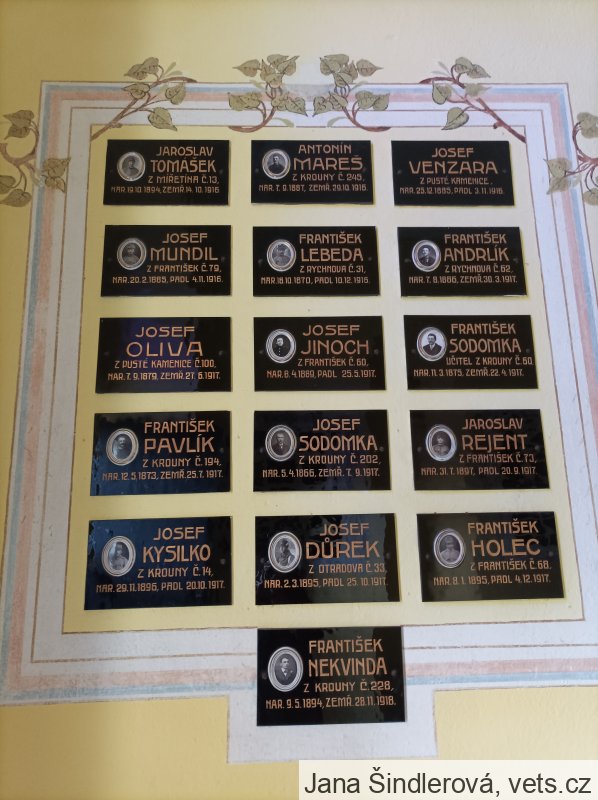 JAROSLAV
TOMÁŠEK
Z MÍŘETINA Č.13,
NAR. 19.10.1894, ZEMŘ. 14.10.1916.
ANTONÍN
MAREŠ
Z KROUNY Č. 245,
NAR. 7. 9. 1887, ZEMŘ. 29.10.1916.
JOSEF
VENZARA
Z PUSTÉ KAMENICE,
NAR. 25.12.1885, PADL 3.11.1916.
JOSEF
MUNDIL
Z FRANTIŠEK Č. 79,
NAR. 20.2.1885, PADL 4.11.1916.
FRANTIŠEK
LEBEDA
Z RYCHNOVA Č. 31,
NAR. 16.10.1870, PADL 10.12.1916.
FRANTIŠEK
ANDRLÍK
Z RYCHNOVA Č. 62,
NAR. 7. 8. 1886, ZEMŘ. 30.3.1917.
JOSEF
OLIVA
Z PUSTÉ KAMENICE Č.100,
NAR. 7. 9. 1879, ZEMŘ. 27. 6. 1917.
JOSEF
JINOCH
Z FRANTIŠEK Č. 60,
NAR. 8. 4. 1889, PADL 25.5.1917.
FRANTIŠEK
SODOMKA
UČITEL Z KROUNY Č. 60,
NAR. 11. 3. 1875, ZEMŘ. 22. 4. 1917.
FRANTIŠEK
PAVLÍK
Z KROUNY Č. 194,
NAR. 12. 5. 1873, ZEMŘ. 25. 7. 1917.
JOSEF
SODOMKA
Z KROUNY Č. 202,
NAR. 5. 4. 1866, ZEMŘ. 7. 9. 1917.
JAROSLAV
REJENT
Z FRANTIŠEK Č. 73,
NAR. 31. 7. 1897, PADL 20. 9. 1917.
JOSEF
KYSILKO
Z KROUNY Č. 14,
NAR. 29. 11. 1896, PADL 20.10.1917.
JOSEF
DŮREK
Z OTRADOVA Č. 33,
NAR. 2. 3. 1895, PADL 25. 10. 1917.
FRANTIŠEK
HOLEC
Z FRANTIŠEK Č. 68,
NAR. 8. 1. 1895, PADL 4. 12. 1917.
FRANTIŠEK
NEKVINDA
Z KROUNY Č. 228,
NAR. 9. 5. 1894, ZEMŘ. 28. 11. 1918.
Jana Šindlerová, vets.cz